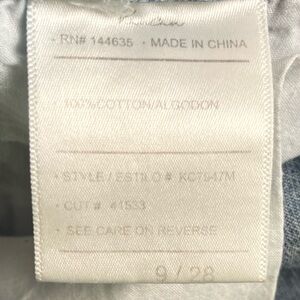 · RN# 144635 · MADE IN CHINA
· 100%COTTON/ALGODON
· STYLE / ESTILO # KC7547M
· CUT # 41533
· SEE CARE ON REVERSE
9 / 28